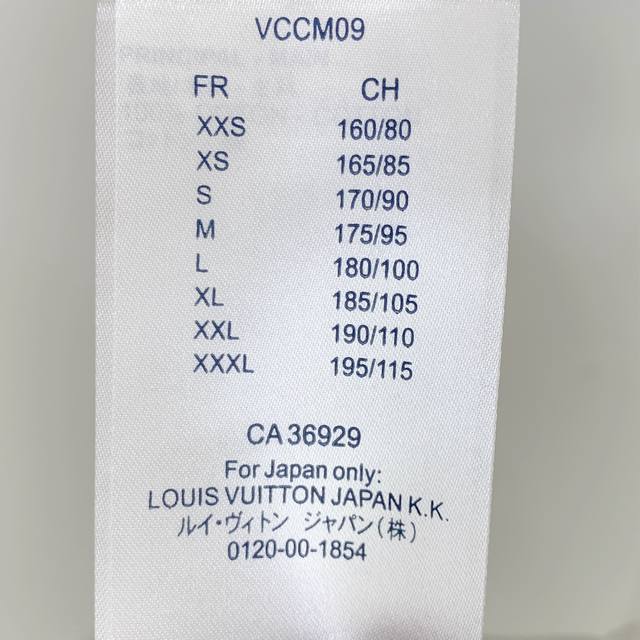 VCCM09
FR CH
XXS 160/80
XS 165/85
S 170/90
M 175/95
L 180/100
XL 185/105
XXL 190/110
XXXL 195/115
CA 36929
For Japan only:
LOUIS VUITTON JAPAN K.K.
ルイ・ヴィトン ジャパン(株)
0120-00-1854